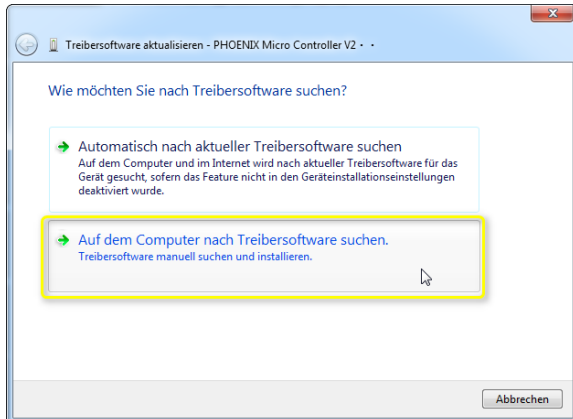 Treibersoftware aktualisieren - PHOENIX Micro Controller V2 · ·
Wie möchten Sie nach Treibersoftware suchen?
Automatisch nach aktueller Treibersoftware suchen
Auf dem Computer und im Internet wird nach aktueller Treibersoftware für das
Gerät gesucht, sofern das Feature nicht in den Geräteinstallationseinstellungen
deaktiviert wurde.
Auf dem Computer nach Treibersoftware suchen.
Treibersoftware manuell suchen und installieren.
Abbrechen